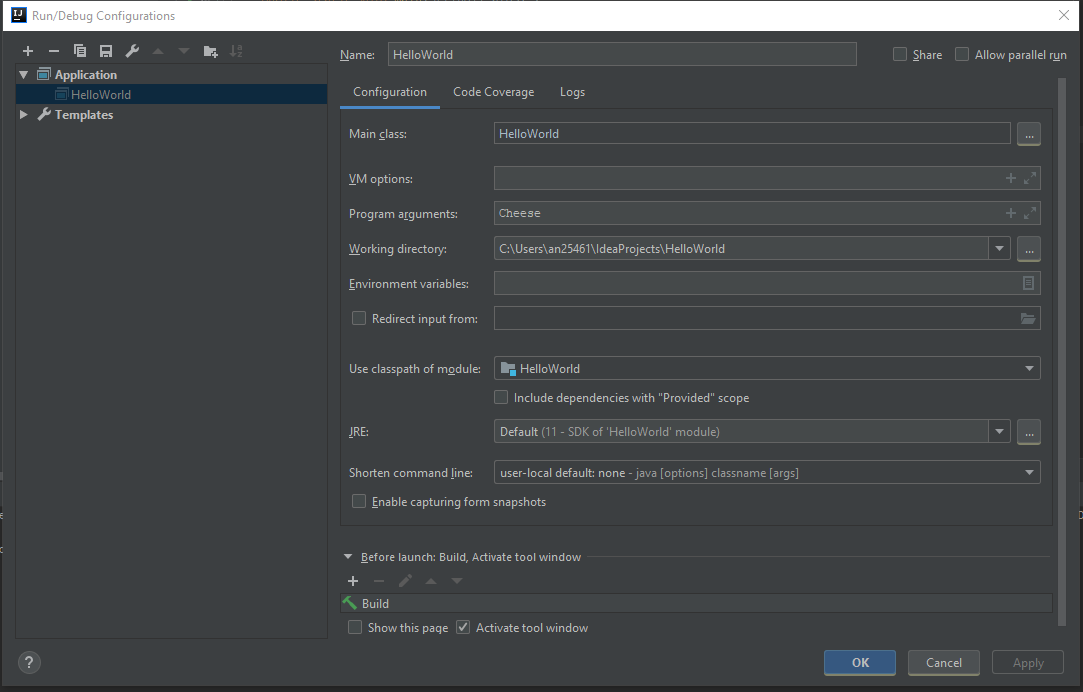 IJ Run/Debug Configurations
Application
HelloWorld
Templates
Name: HelloWorld Share Allow parallel run
Configuration Code Coverage Logs
Main class: HelloWorld ...
VM options:
Program arguments: Cheese
Working directory: C:\Users\an25461\IdeaProjects\HelloWorld ...
Environment variables:
Redirect input from:
Use classpath of module: HelloWorld
Include dependencies with "Provided" scope
JRE: Default (11 - SDK of 'HelloWorld' module) ...
Shorten command line: user-local default: none - java [options] classname [args]
Enable capturing form snapshots
Before launch: Build, Activate tool window
Build
Show this page Activate tool window
? OK Cancel Apply